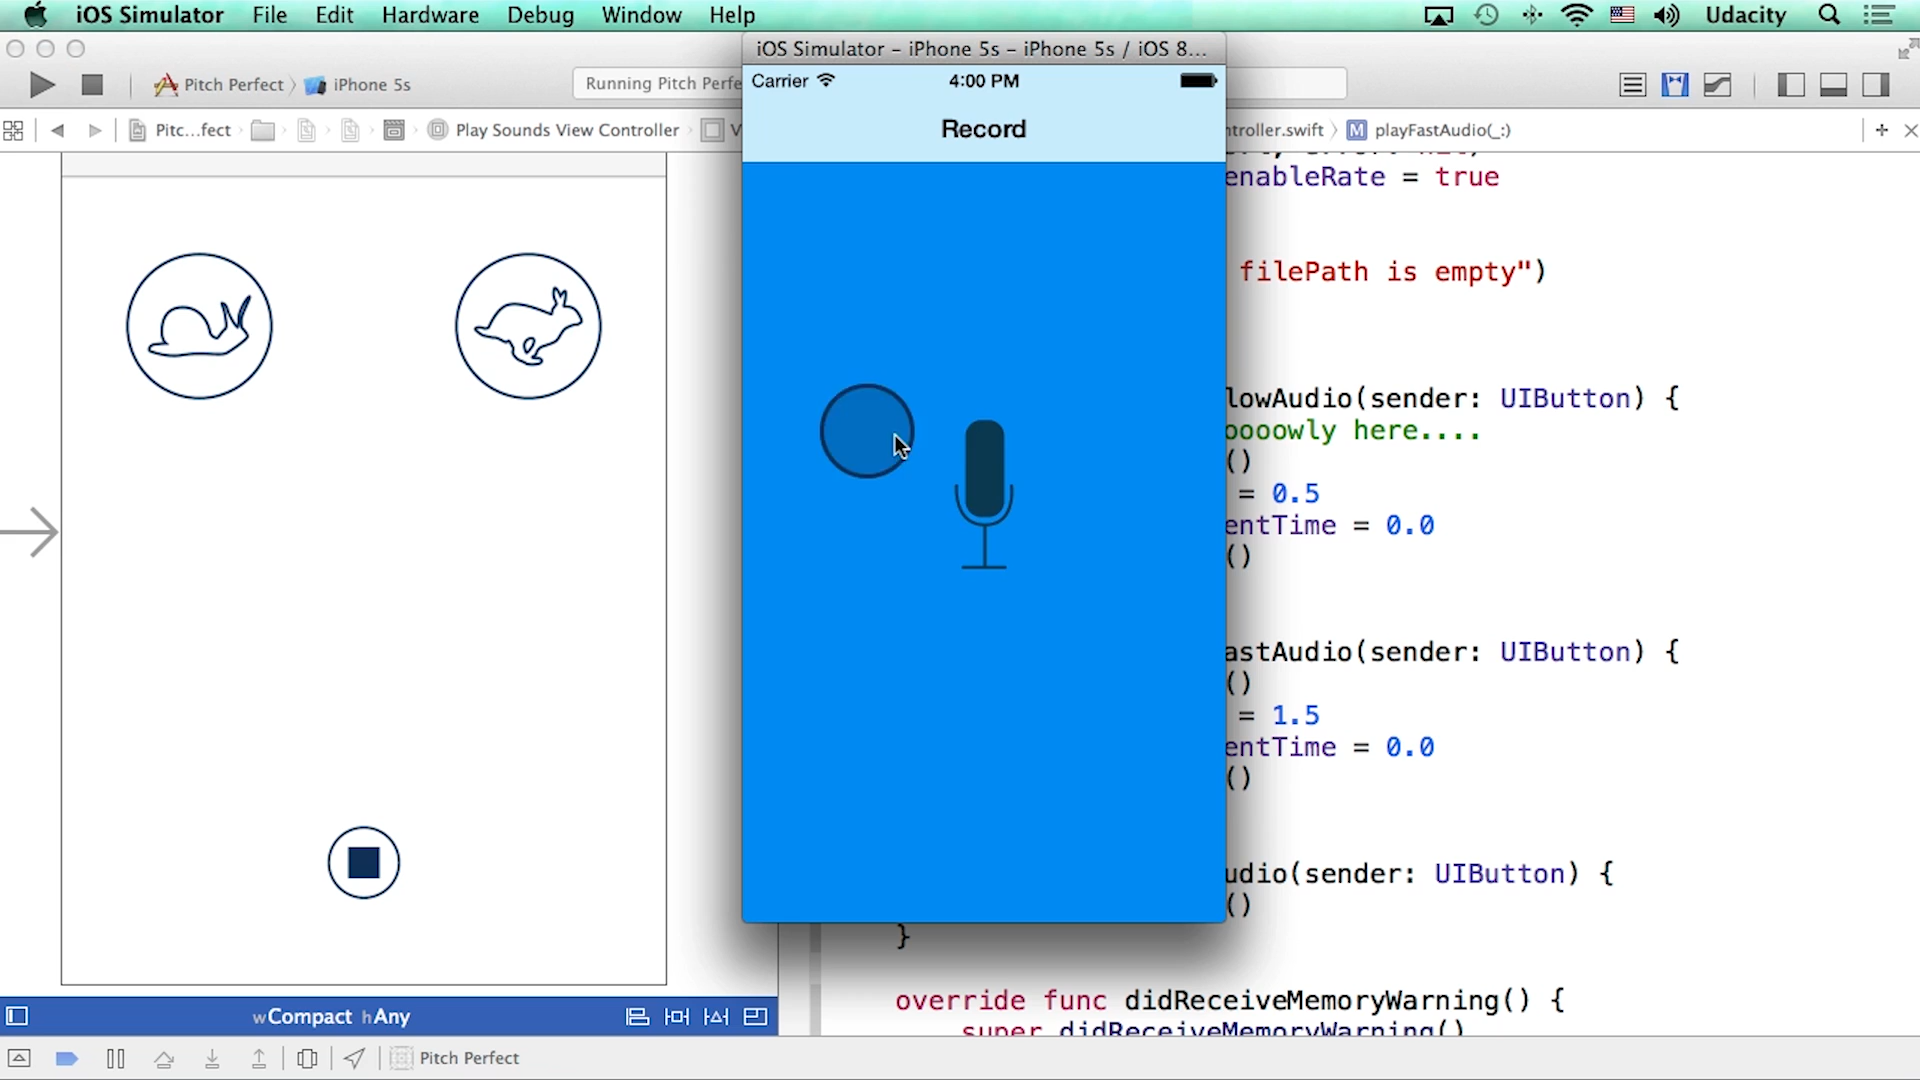 iOS Simulator File Edit Hardware Debug Window Help Udacity
iOS Simulator – iPhone 5s – iPhone 5s / iOS 8...
Pitch Perfect iPhone 5s Running Pitch Perfe
Carrier 4:00 PM
Pitc...fect Play Sounds View Controller V
Record
ntroller.swift playFastAudio(_:)
enableRate = true
filePath is empty")
lowAudio(sender: UIButton) {
oooowly here....
()
= 0.5
entTime = 0.0
()
astAudio(sender: UIButton) {
()
= 1.5
entTime = 0.0
()
udio(sender: UIButton) {
()
}
override func didReceiveMemoryWarning() {
super.didReceiveMemoryWarning()
wCompact hAny
Pitch Perfect